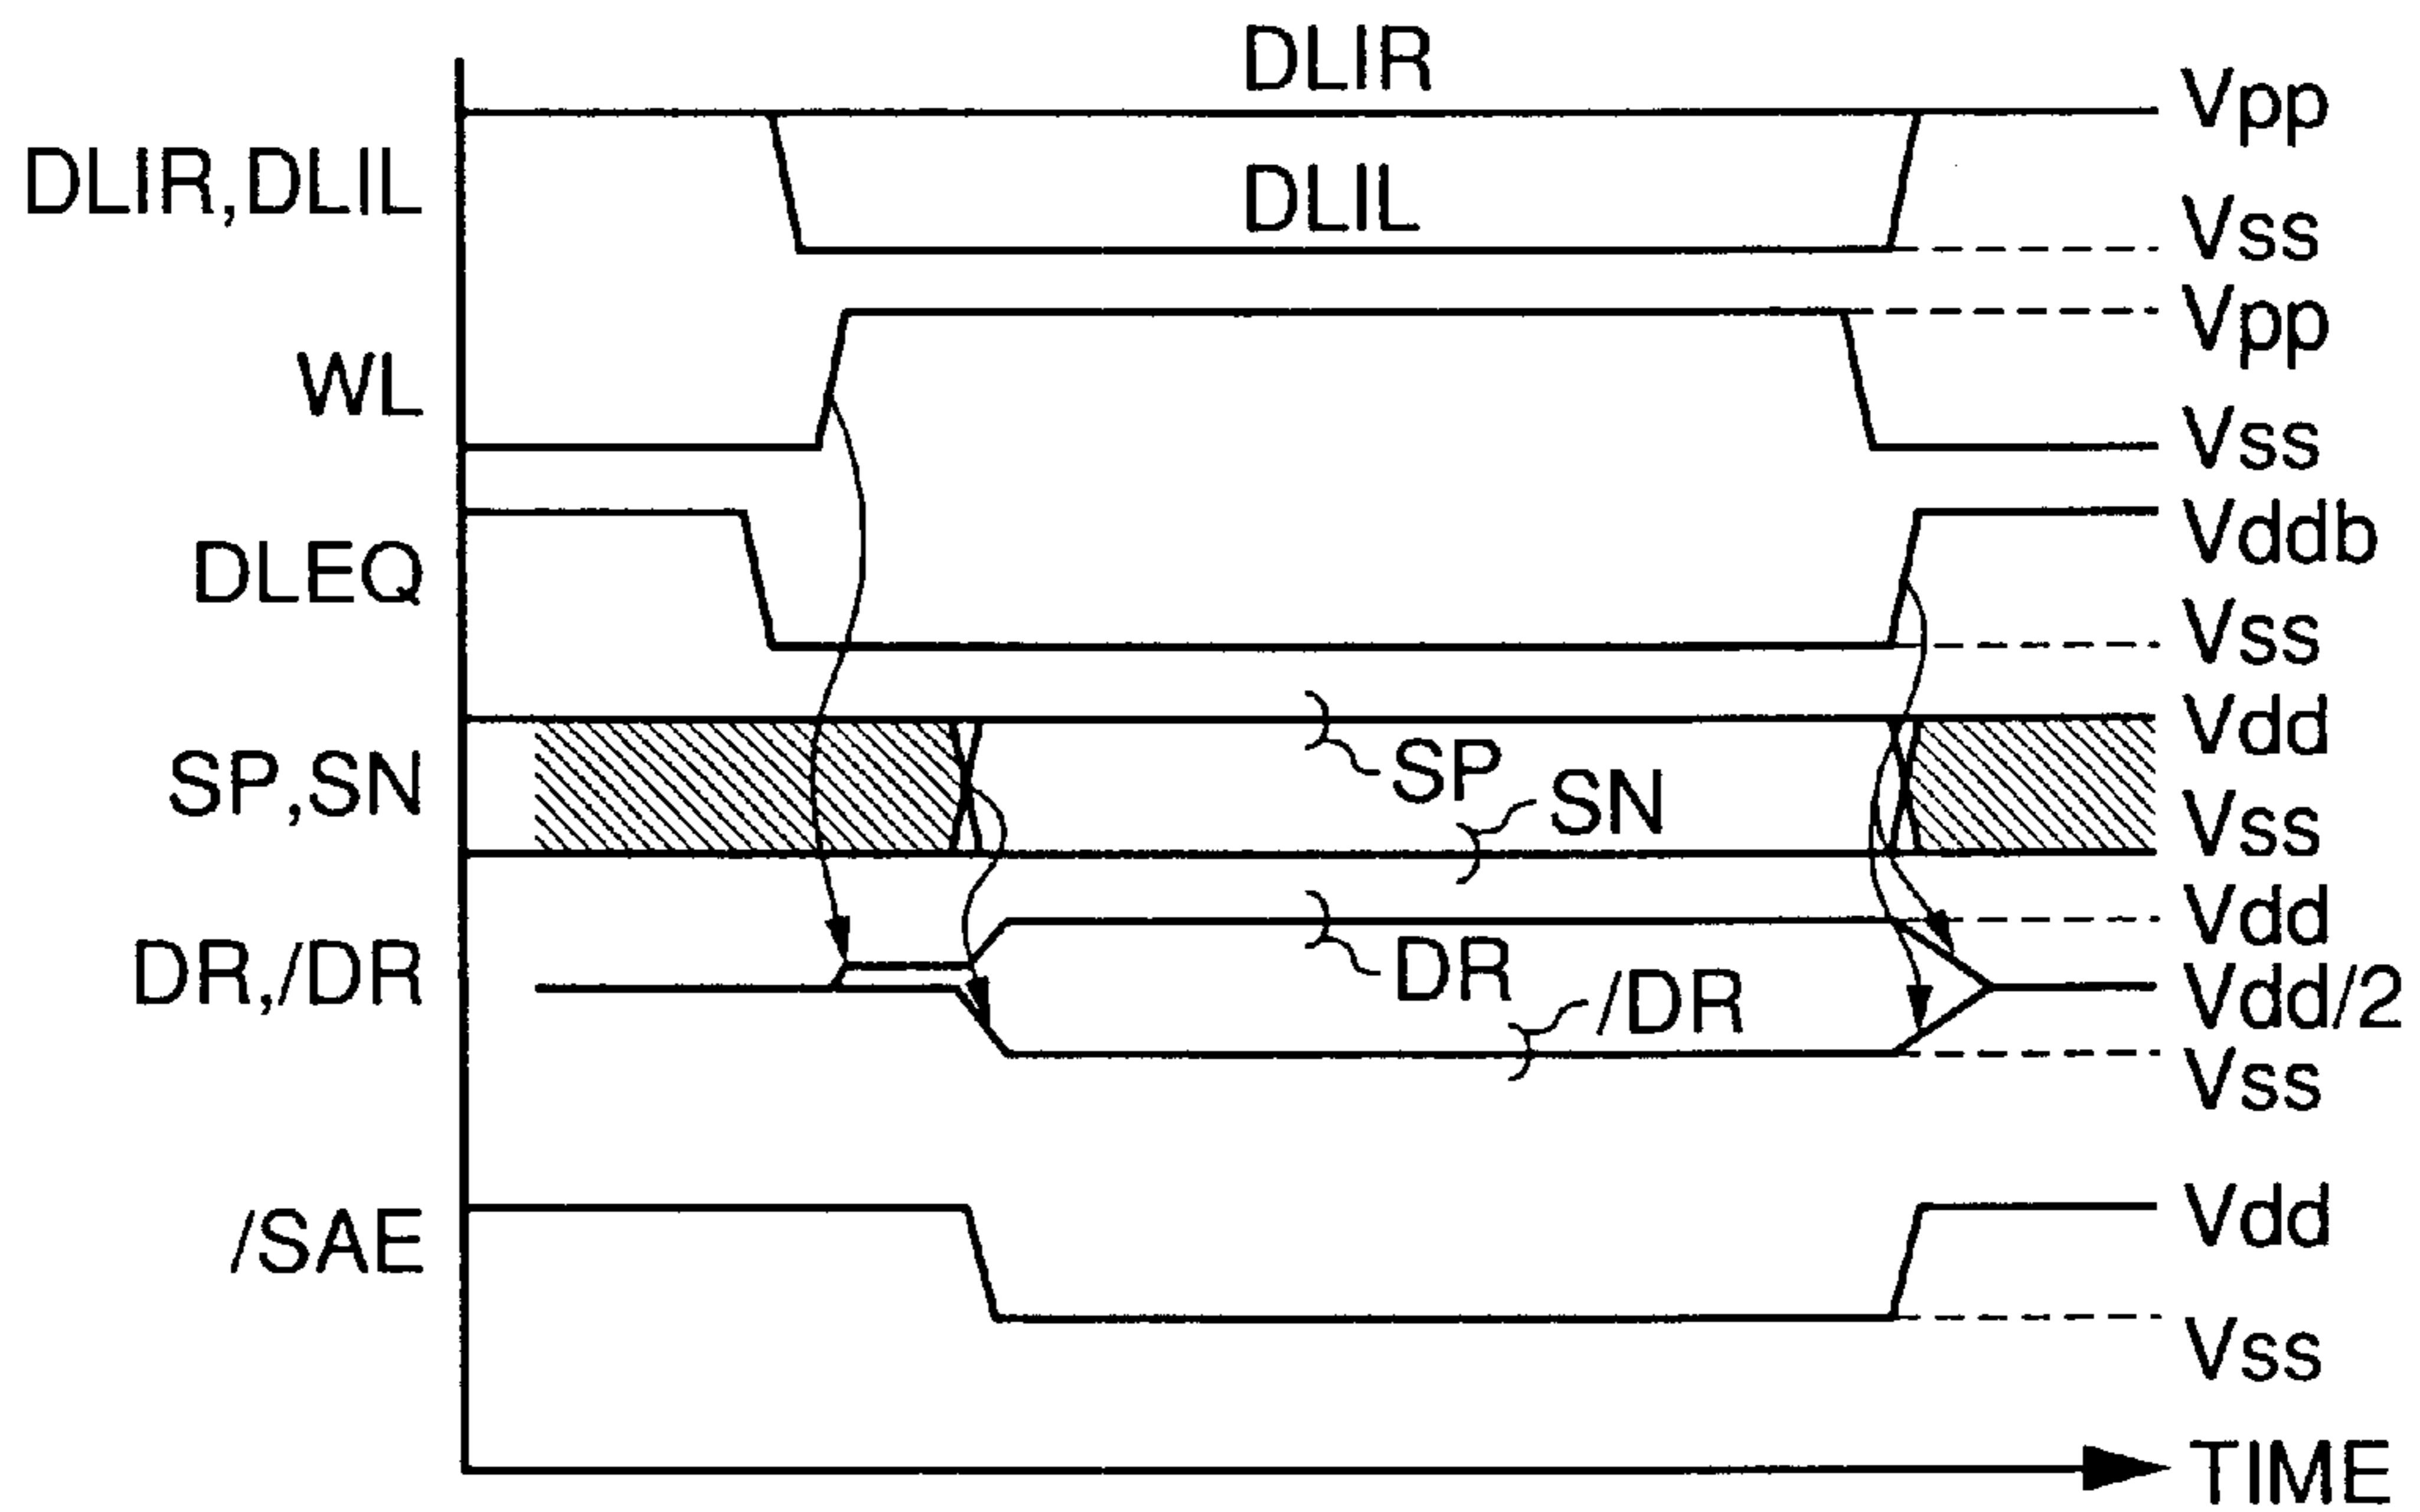 DLIR
Vpp
DLIR,DLIL
DLIL
Vss
Vpp
WL
Vss
Vddb
DLEQ
Vss
Vdd
SP,SN
SP
SN
Vss
Vdd
DR,/DR
DR
/DR
Vdd/2
Vss
/SAE
Vdd
Vss
TIME